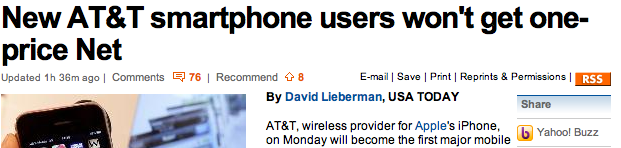 New AT&T smartphone users won't get one-
price Net
Updated 1h 36m ago | Comments 76 | Recommend 8
E-mail | Save | Print | Reprints & Permissions | RSS
By David Lieberman, USA TODAY
AT&T, wireless provider for Apple's iPhone,
on Monday will become the first major mobile
Share
Yahoo! Buzz